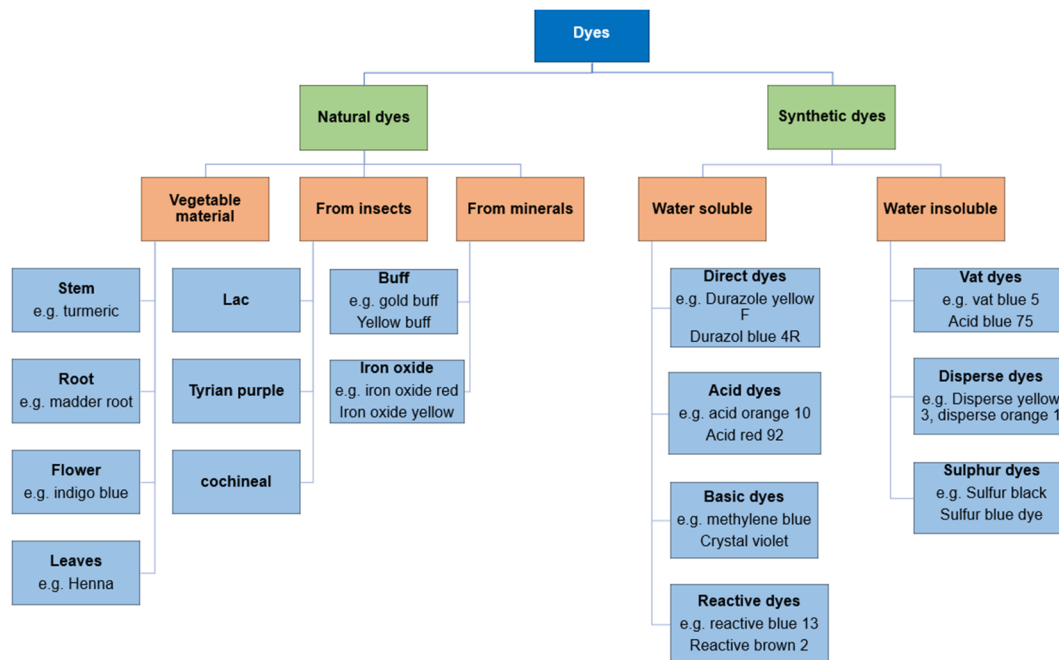 Dyes
Natural dyes
Synthetic dyes
Vegetable
material
From insects
From minerals
Water soluble
Water insoluble
Stem
e.g. turmeric
Root
e.g. madder root
Flower
e.g. indigo blue
Leaves
e.g. Henna
Lac
Tyrian purple
cochineal
Buff
e.g. gold buff
Yellow buff
Iron oxide
e.g. iron oxide red
Iron oxide yellow
Direct dyes
e.g. Durazole yellow
F
Durazol blue 4R
Acid dyes
e.g. acid orange 10
Acid red 92
Basic dyes
e.g. methylene blue
Crystal violet
Reactive dyes
e.g. reactive blue 13
Reactive brown 2
Vat dyes
e.g. vat blue 5
Acid blue 75
Disperse dyes
e.g. Disperse yellow
3, disperse orange 1
Sulphur dyes
e.g. Sulfur black
Sulfur blue dye